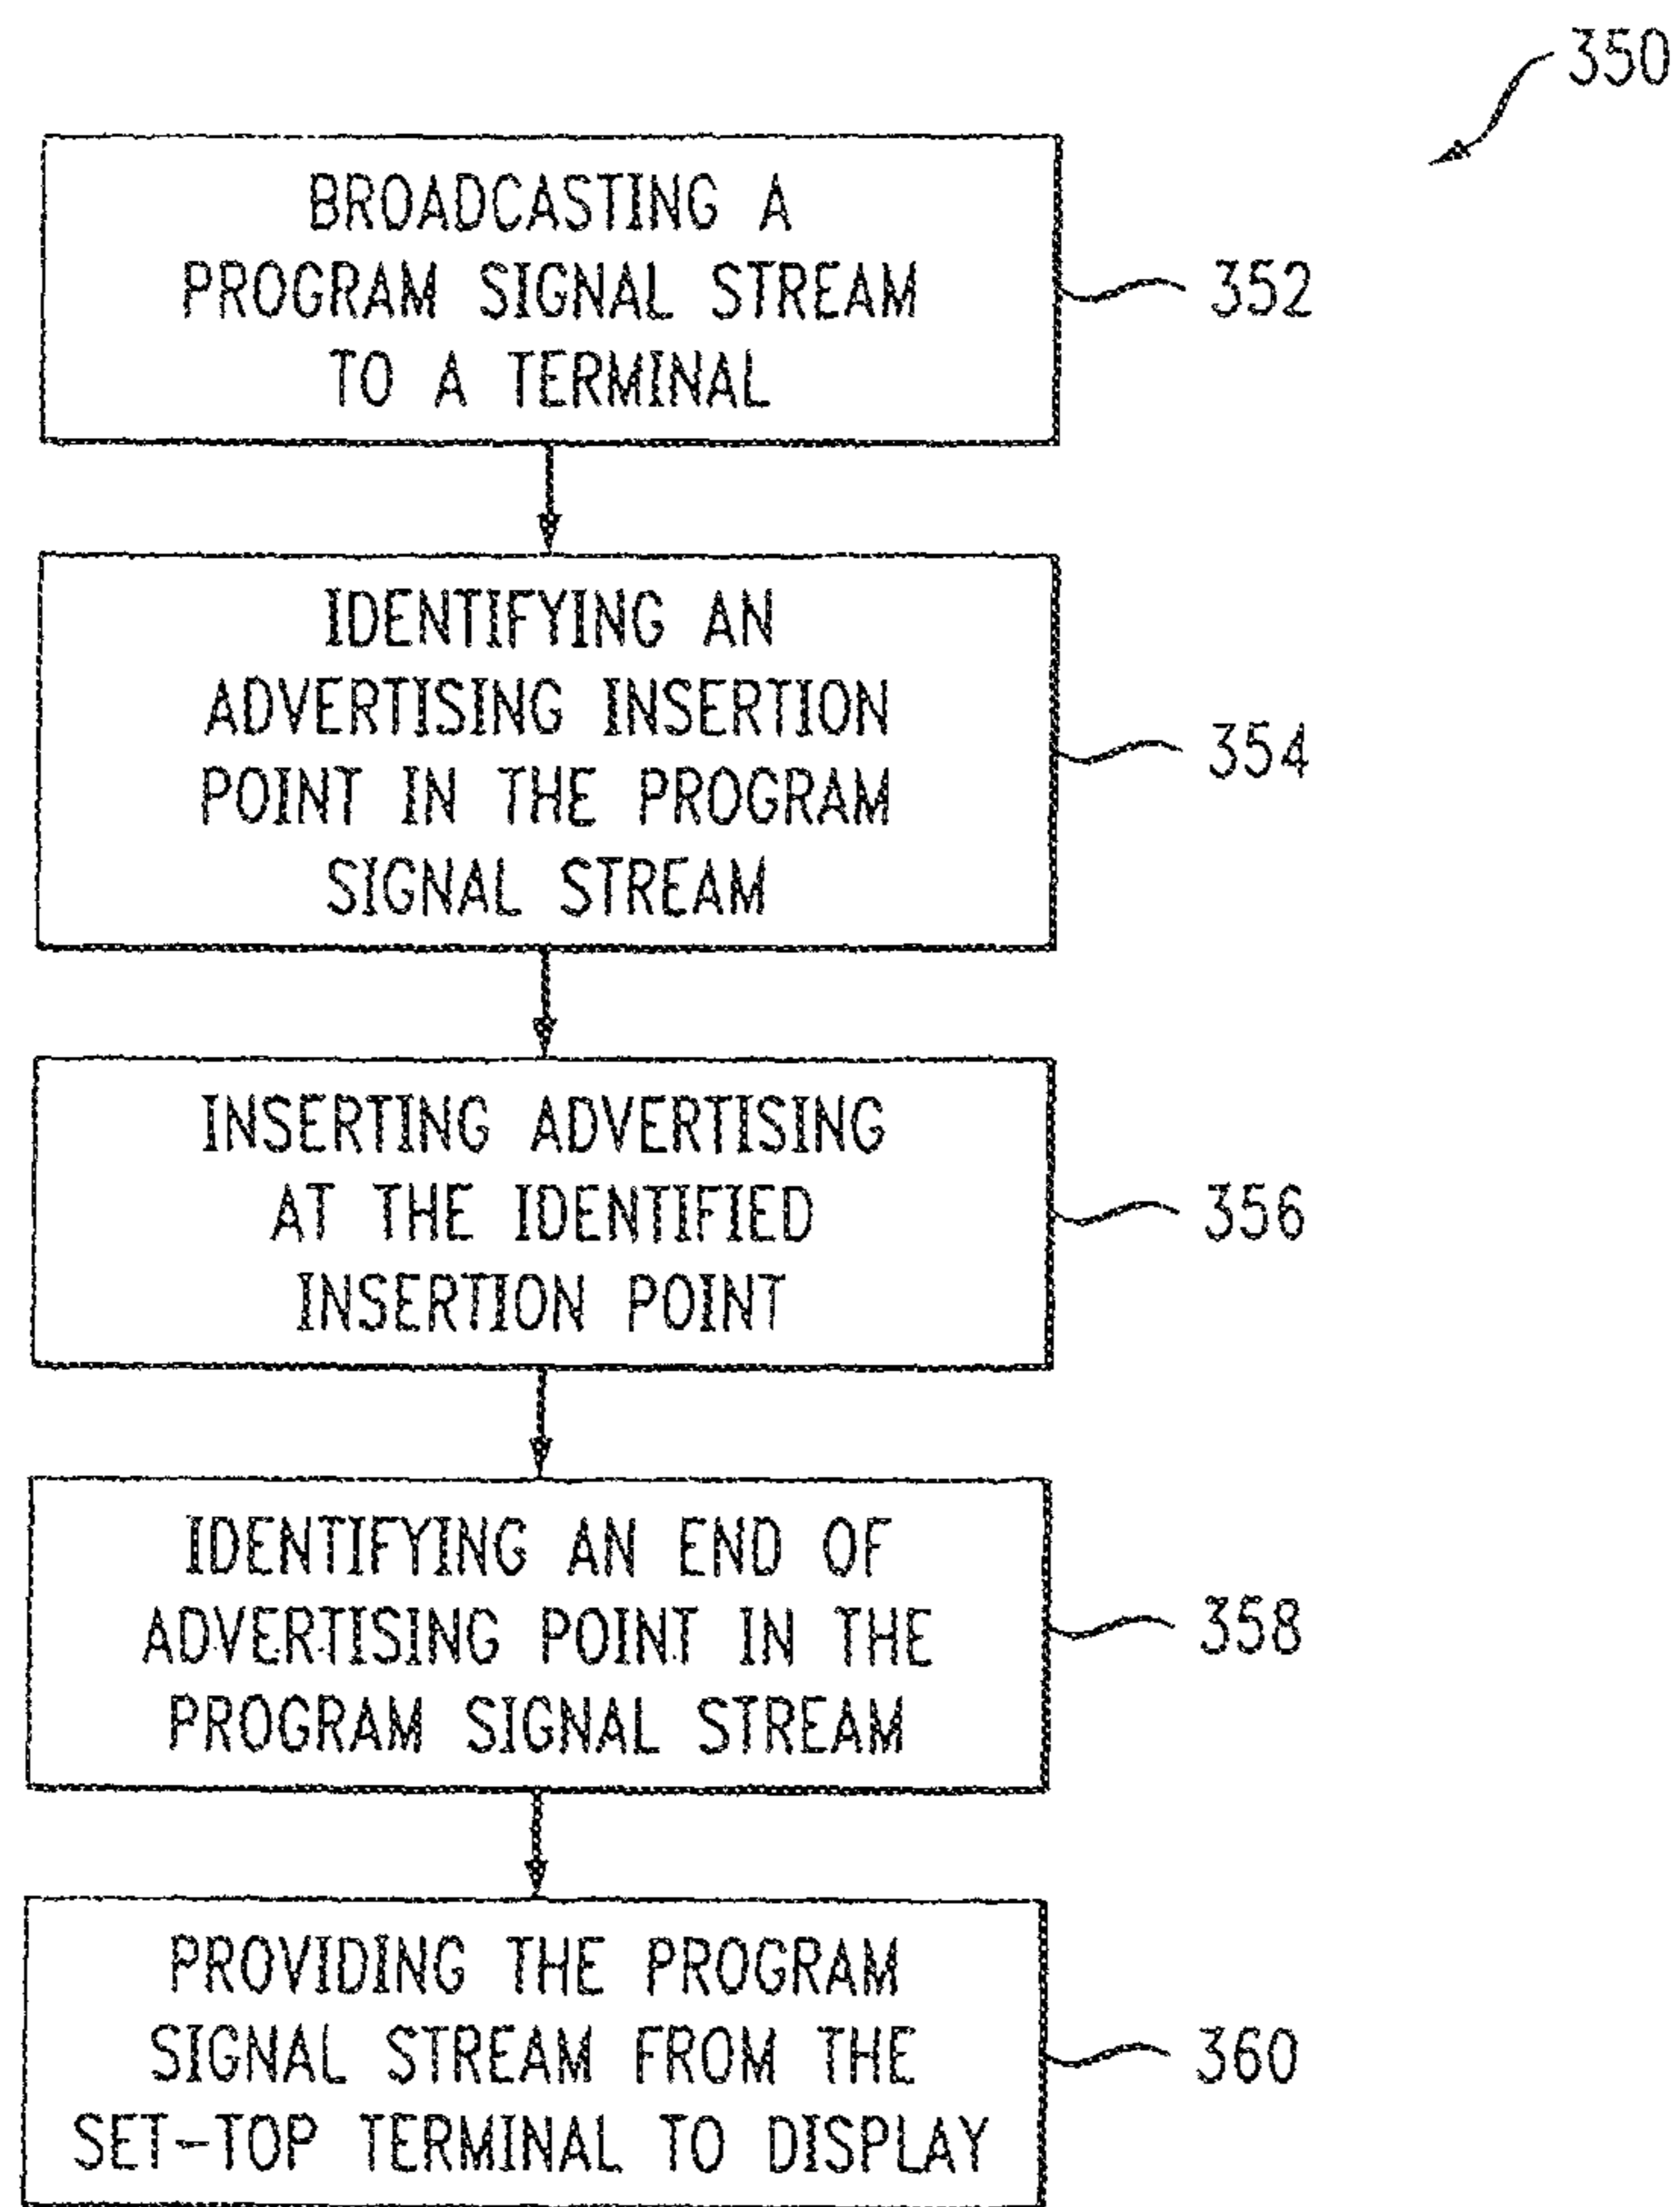 350
BROADCASTING A
PROGRAM SIGNAL STREAM
TO A TERMINAL
352
IDENTIFYING AN
ADVERTISING INSERTION
POINT IN THE PROGRAM
SIGNAL STREAM
354
INSERTING ADVERTISING
AT THE IDENTIFIED
INSERTION POINT
356
IDENTIFYING AN END OF
ADVERTISING POINT IN THE
PROGRAM SIGNAL STREAM
358
PROVIDING THE PROGRAM
SIGNAL STREAM FROM THE
SET-TOP TERMINAL TO DISPLAY
360